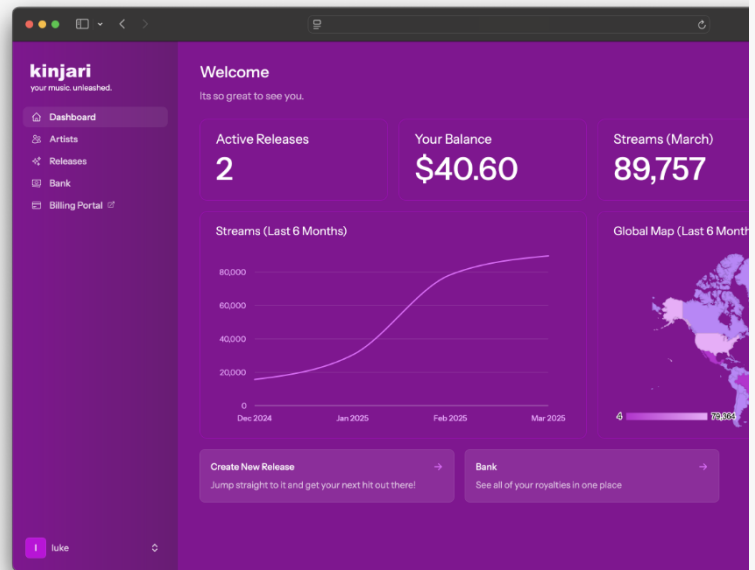 kinjari
your music. unleashed.
Dashboard
Artists
Releases
Bank
Billing Portal
luke
Welcome
Its so great to see you.
Active Releases
2
Your Balance
$40.60
Streams (March)
89,757
Streams (Last 6 Months)
80,000
60,000
40,000
20,000
0
Dec 2024
Jan 2025
Feb 2025
Mar 2025
Global Map (Last 6 Month
4
79,364
Create New Release
Jump straight to it and get your next hit out there!
Bank
See all of your royalties in one place